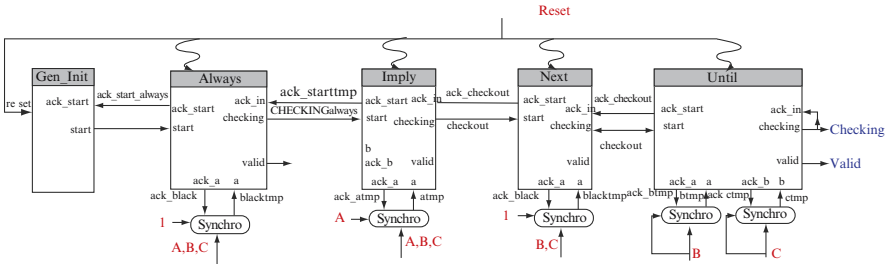 Reset
Gen_Init
Always
Imply
Next
Until
re set
ack_start
start
ack_start_always
ack_start
start
ack_in
checking
valid
ack_a a
ack_starttmp
CHECKINGalways
ack_start
start
b
ack_b
ack_in
checking
valid
ack_a a
ack_checkout
checkout
ack_start
start
ack_in
checking
valid
ack_a a
ack_checkout
checkout
ack_start
start
ack_in
checking
valid
ack_a a ack_b b
Checking
Valid
ack_black
blacktmp
1
Synchro
A,B,C
ack_atmp
atmp
A
Synchro
A,B,C
ack_black
blacktmp
1
Synchro
B,C
ack_btmp
btmp
Synchro
B
ack ctmp
ctmp
Synchro
C